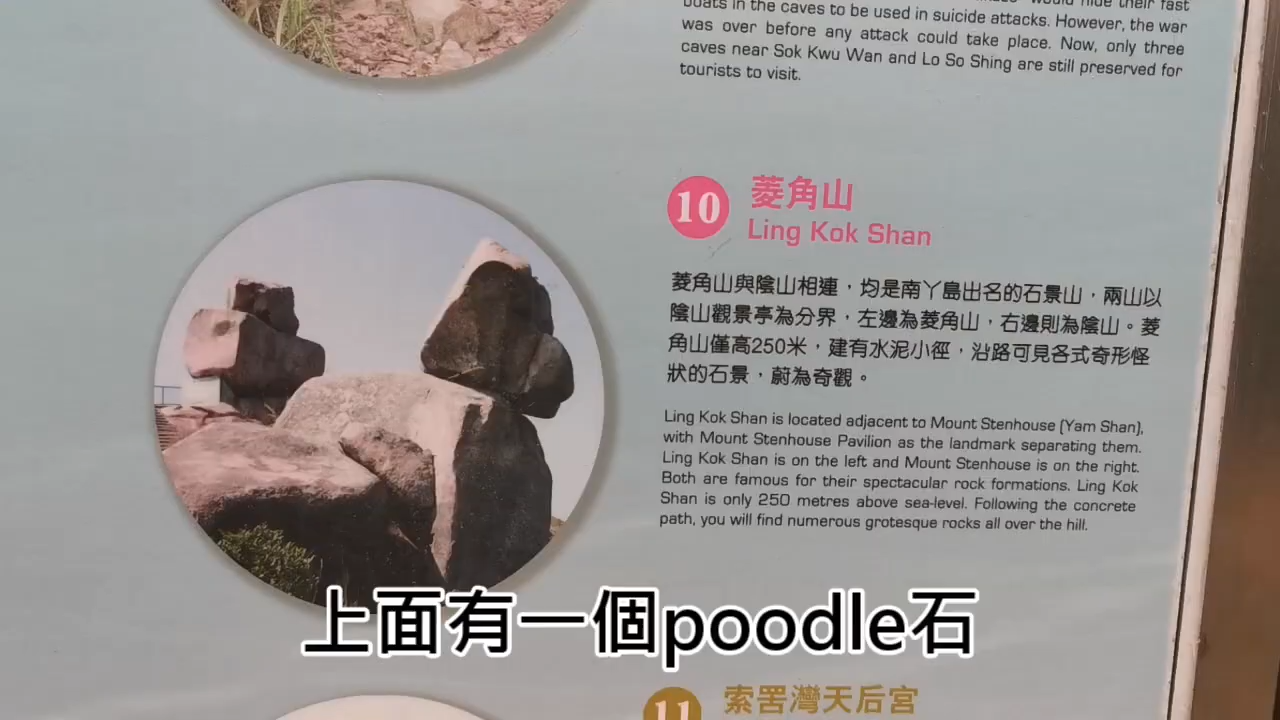 would hide their fast
boats in the caves to be used in suicide attacks. However, the war
was over before any attack could take place. Now, only three
caves near Sok Kwu Wan and Lo So Shing are still preserved for
tourists to visit.
10
菱角山
Ling Kok Shan
菱角山與陰山相連，均是南丫島出名的石景山，兩山以
陰山觀景亭為分界，左邊為菱角山，右邊則為陰山。菱
角山僅高250米，建有水泥小徑，沿路可見各式奇形怪
狀的石景，蔚為奇觀。
Ling Kok Shan is located adjacent to Mount Stenhouse (Yam Shan),
with Mount Stenhouse Pavilion as the landmark separating them.
Ling Kok Shan is on the left and Mount Stenhouse is on the right.
Both are famous for their spectacular rock formations. Ling Kok
Shan is only 250 metres above sea-level. Following the concrete
path, you will find numerous grotesque rocks all over the hill.
上面有一個poodle石
11
索罟灣天后宮